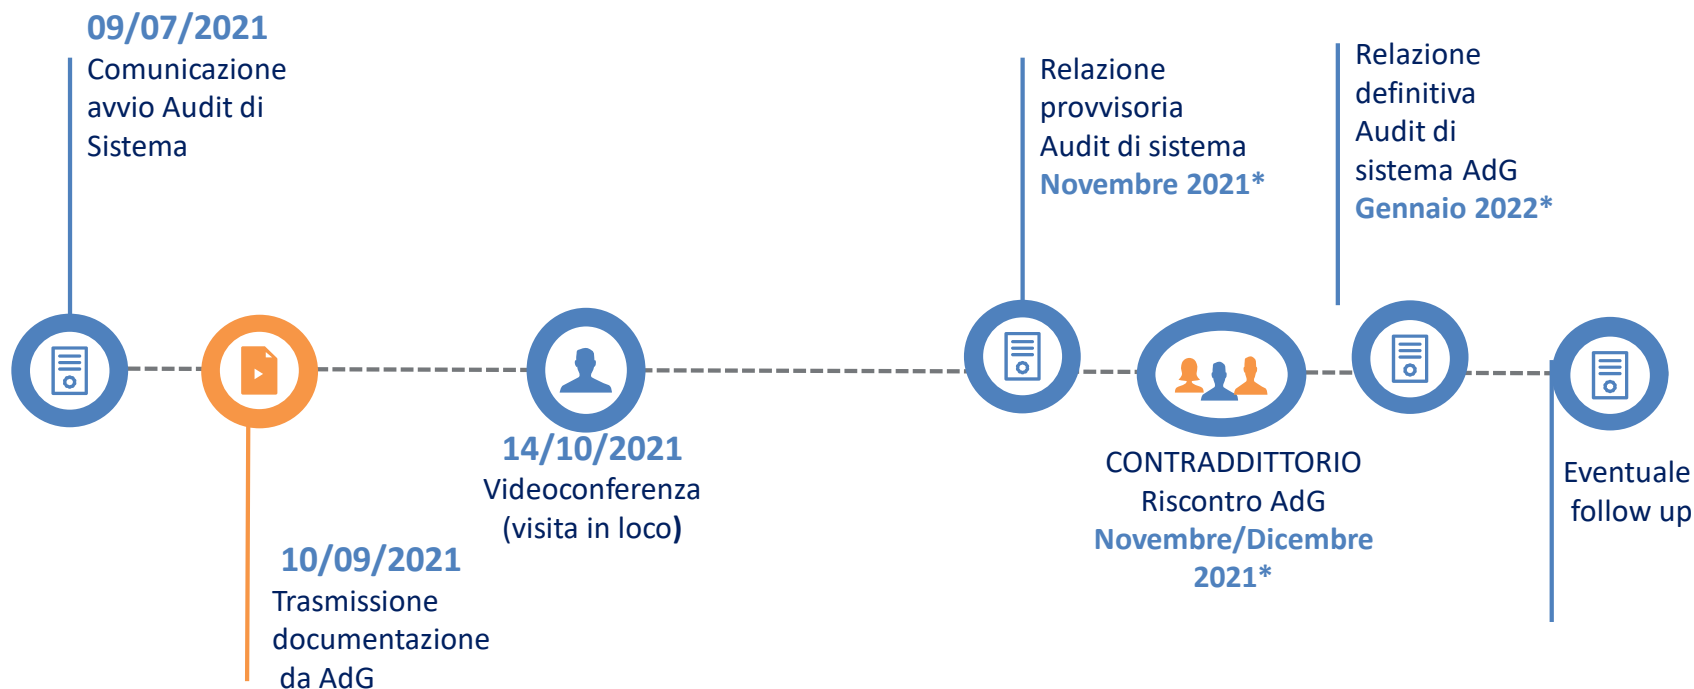 09/07/2021
Comunicazione
avvio Audit di
Sistema
10/09/2021
Trasmissione
documentazione
da AdG
14/10/2021
Videoconferenza
(visita in loco)
Relazione
provvisoria
Audit di sistema
Novembre 2021*
CONTRADDITTORIO
Riscontro AdG
Novembre/Dicembre
2021*
Relazione
definitiva
Audit di
sistema AdG
Gennaio 2022*
Eventuale
follow up